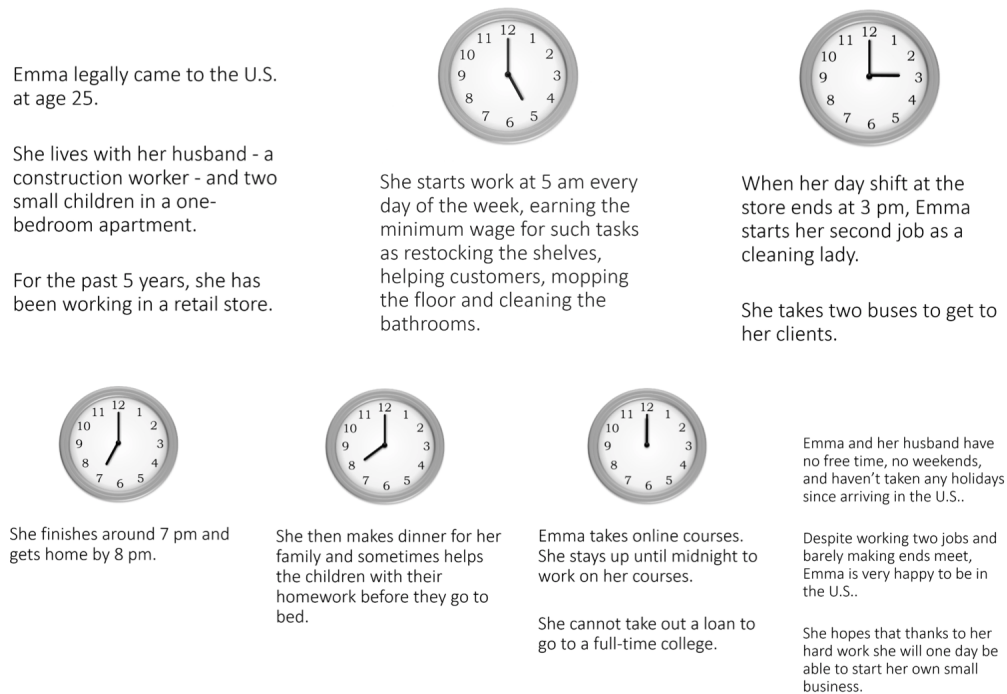 Emma legally came to the U.S.
at age 25.
She lives with her husband - a
construction worker - and two
small children in a one-
bedroom apartment.
For the past 5 years, she has
been working in a retail store.
12
11 1
10 2
9 3
8 4
7 5
6
She starts work at 5 am every
day of the week, earning the
minimum wage for such tasks
as restocking the shelves,
helping customers, mopping
the floor and cleaning the
bathrooms.
12
11 1
10 2
9 3
8 4
7 5
6
When her day shift at the
store ends at 3 pm, Emma
starts her second job as a
cleaning lady.
She takes two buses to get to
her clients.
12
11 1
10 2
9 3
8 4
7 5
6
She finishes around 7 pm and
gets home by 8 pm.
12
11 1
10 2
9 3
8 4
7 5
6
She then makes dinner for her
family and sometimes helps
the children with their
homework before they go to
bed.
12
11 1
10 2
9 3
8 4
7 5
6
Emma takes online courses.
She stays up until midnight to
work on her courses.
She cannot take out a loan to
go to a full-time college.
Emma and her husband have
no free time, no weekends,
and haven't taken any holidays
since arriving in the U.S..
Despite working two jobs and
barely making ends meet,
Emma is very happy to be in
the U.S..
She hopes that thanks to her
hard work she will one day be
able to start her own small
business.